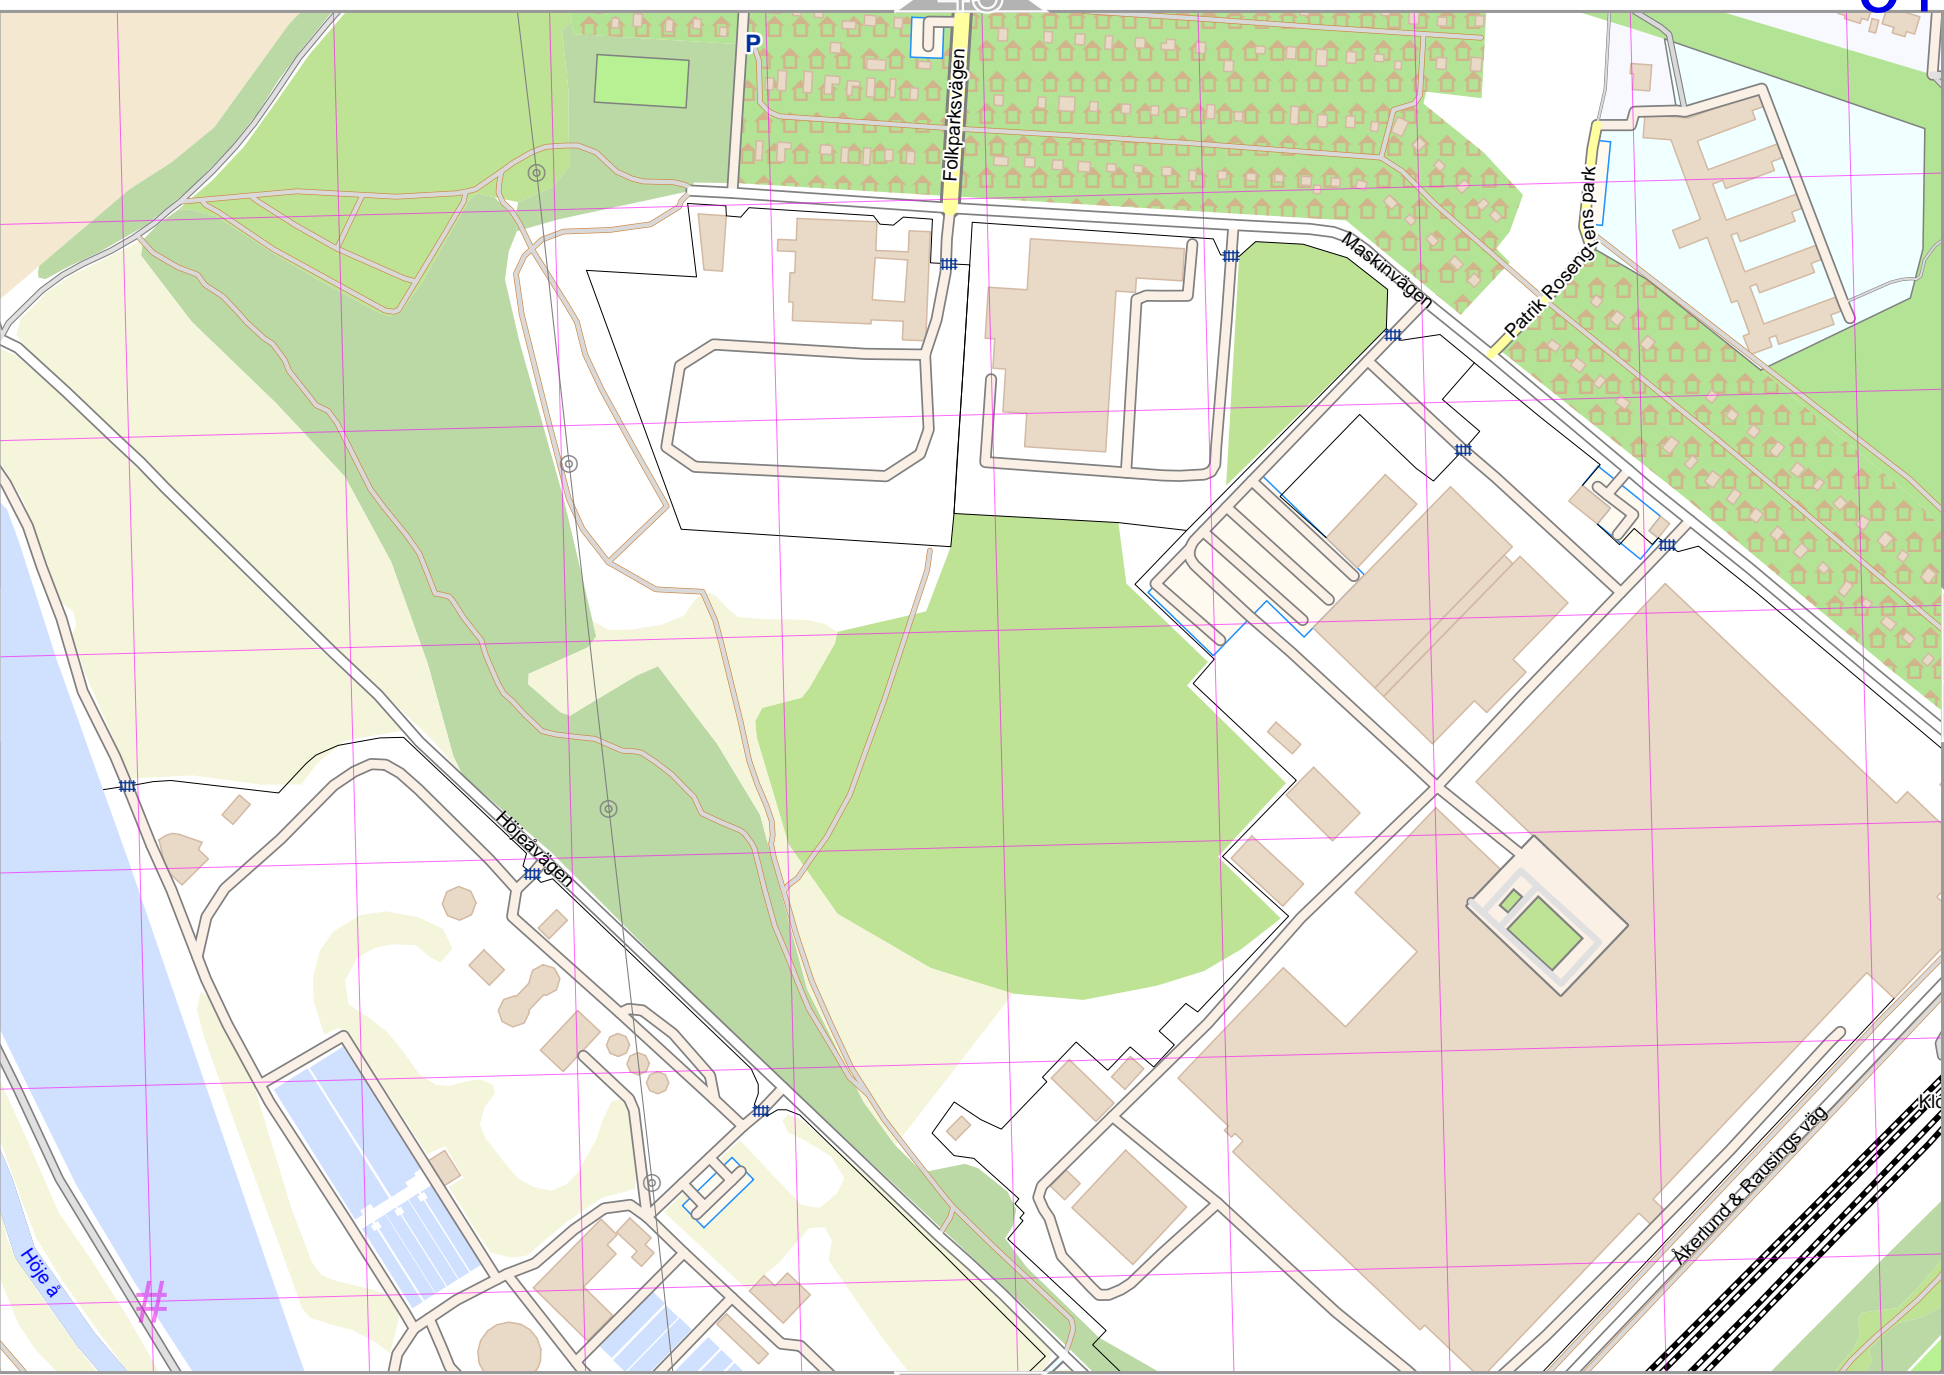 P
Folkparksvägen
Maskinvägen
Patrik Rosengrens park
Höjeåvägen
Åkerlund & Rausings väg
Höje å
#